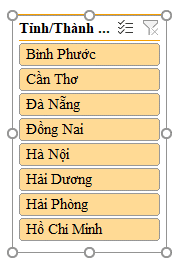 Tỉnh/Thành ...
Bình Phước
Cần Thơ
Đà Nẵng
Đồng Nai
Hà Nội
Hải Dương
Hải Phòng
Hồ Chí Minh